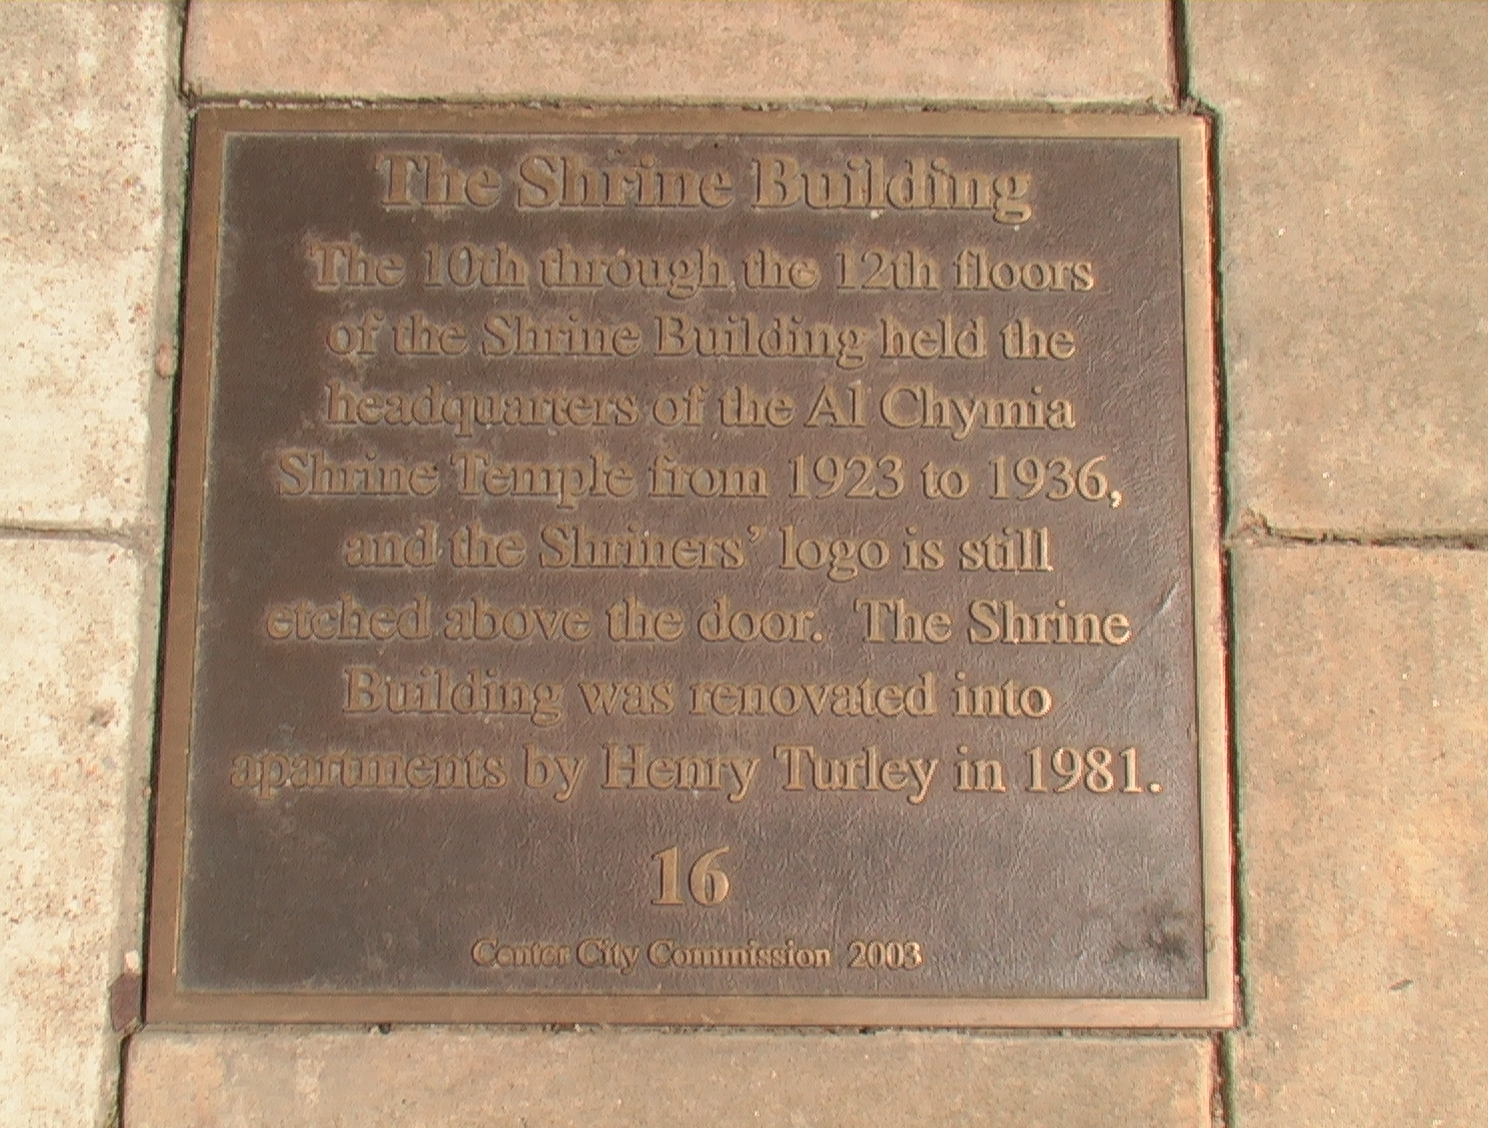 The Shrine Building
The 10th through the 12th floors
of the Shrine Building held the
headquarters of the Al Chymia
Shrine Temple from 1923 to 1936,
and the Shriners’ logo is still
etched above the door. The Shrine
Building was renovated into
apartments by Henry Turley in 1981.
16
Center City Commission 2003